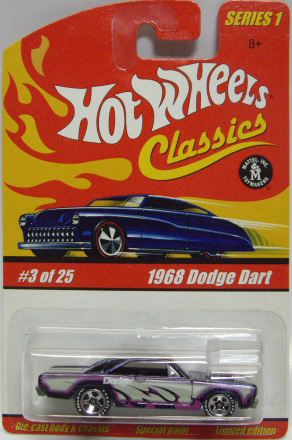 SERIES 1
8+
Hot Wheels
Classics
MATTEL, INC.
M
TOYMAKERS
#3 of 25
1968 Dodge Dart
Dodge
Die-cast body & chassis
Special paint
Limited edition